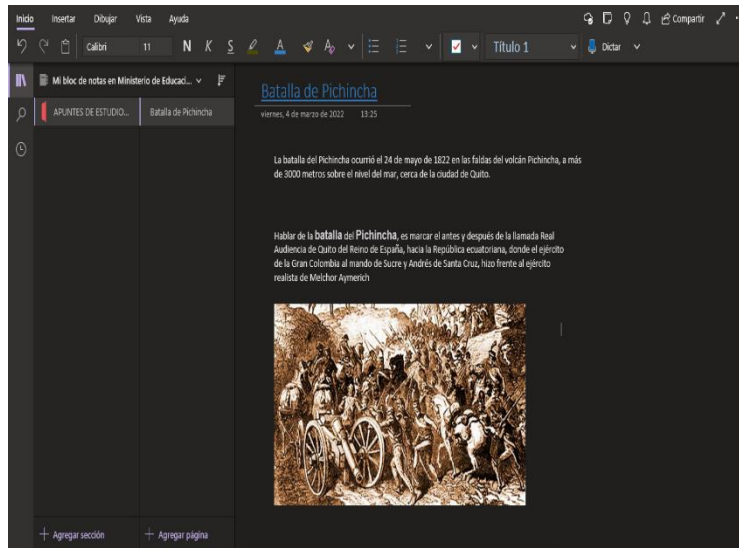 Inicio Insertar Dibujar Vista Ayuda
Compartir
Calibri 11 N K S A Título 1 Dictar
Mi bloc de notas en Ministerio de Educaci...
APUNTES DE ESTUDIO...
Batalla de Pichincha
Batalla de Pichincha
viernes, 4 de marzo de 2022 13:25
La batalla del Pichincha ocurrió el 24 de mayo de 1822 en las faldas del volcán Pichincha, a más
de 3000 metros sobre el nivel del mar, cerca de la ciudad de Quito.
Hablar de la batalla del Pichincha, es marcar el antes y después de la llamada Real
Audiencia de Quito del Reino de España, hacia la República ecuatoriana, donde el ejército
de la Gran Colombia al mando de Sucre y Andrés de Santa Cruz, hizo frente al ejército
realista de Melchor Aymerich
+ Agregar sección
+ Agregar página